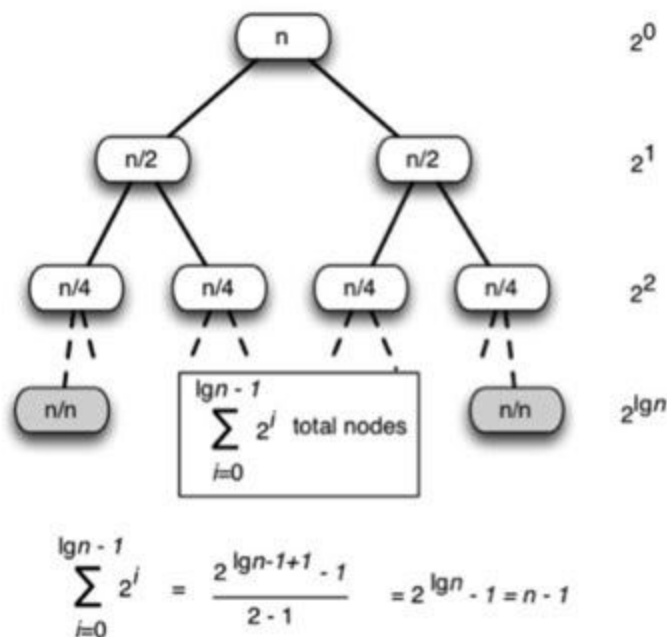 n 2^0
n/2 n/2 2^1
n/4 n/4 n/4 n/4 2^2
n/n n/n 2^lgn
lgn - 1
∑ 2^i total nodes
i=0
lgn - 1
∑ 2^i = 2^lgn-1+1 - 1 / 2 - 1 = 2^lgn - 1 = n - 1
i=0